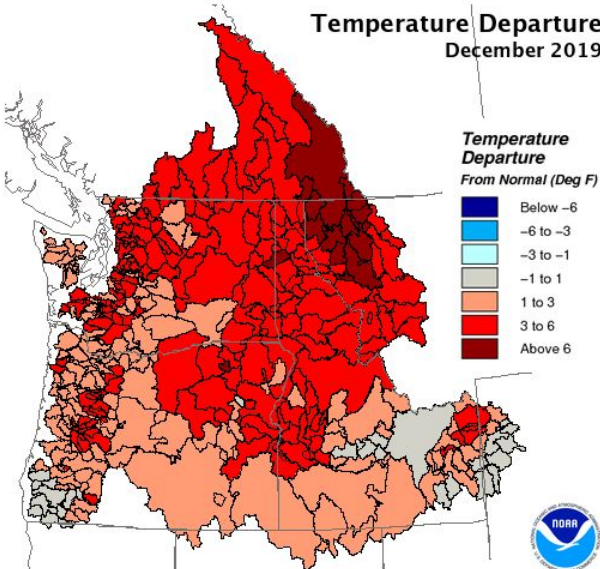 Temperature Departure
December 2019
Temperature
Departure
From Normal (Deg F)
Below −6
−6 to −3
−3 to −1
−1 to 1
1 to 3
3 to 6
Above 6
NOAA